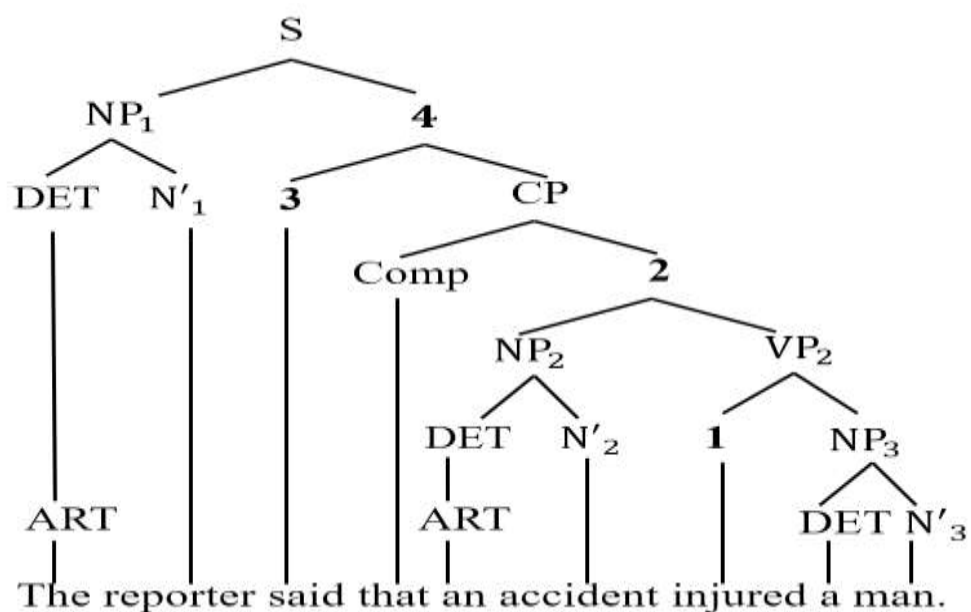 S
NP₁ 4
DET N′₁ 3 CP
Comp 2
NP₂ VP₂
DET N′₂ 1 NP₃
ART ART DET N′₃
The reporter said that an accident injured a man.